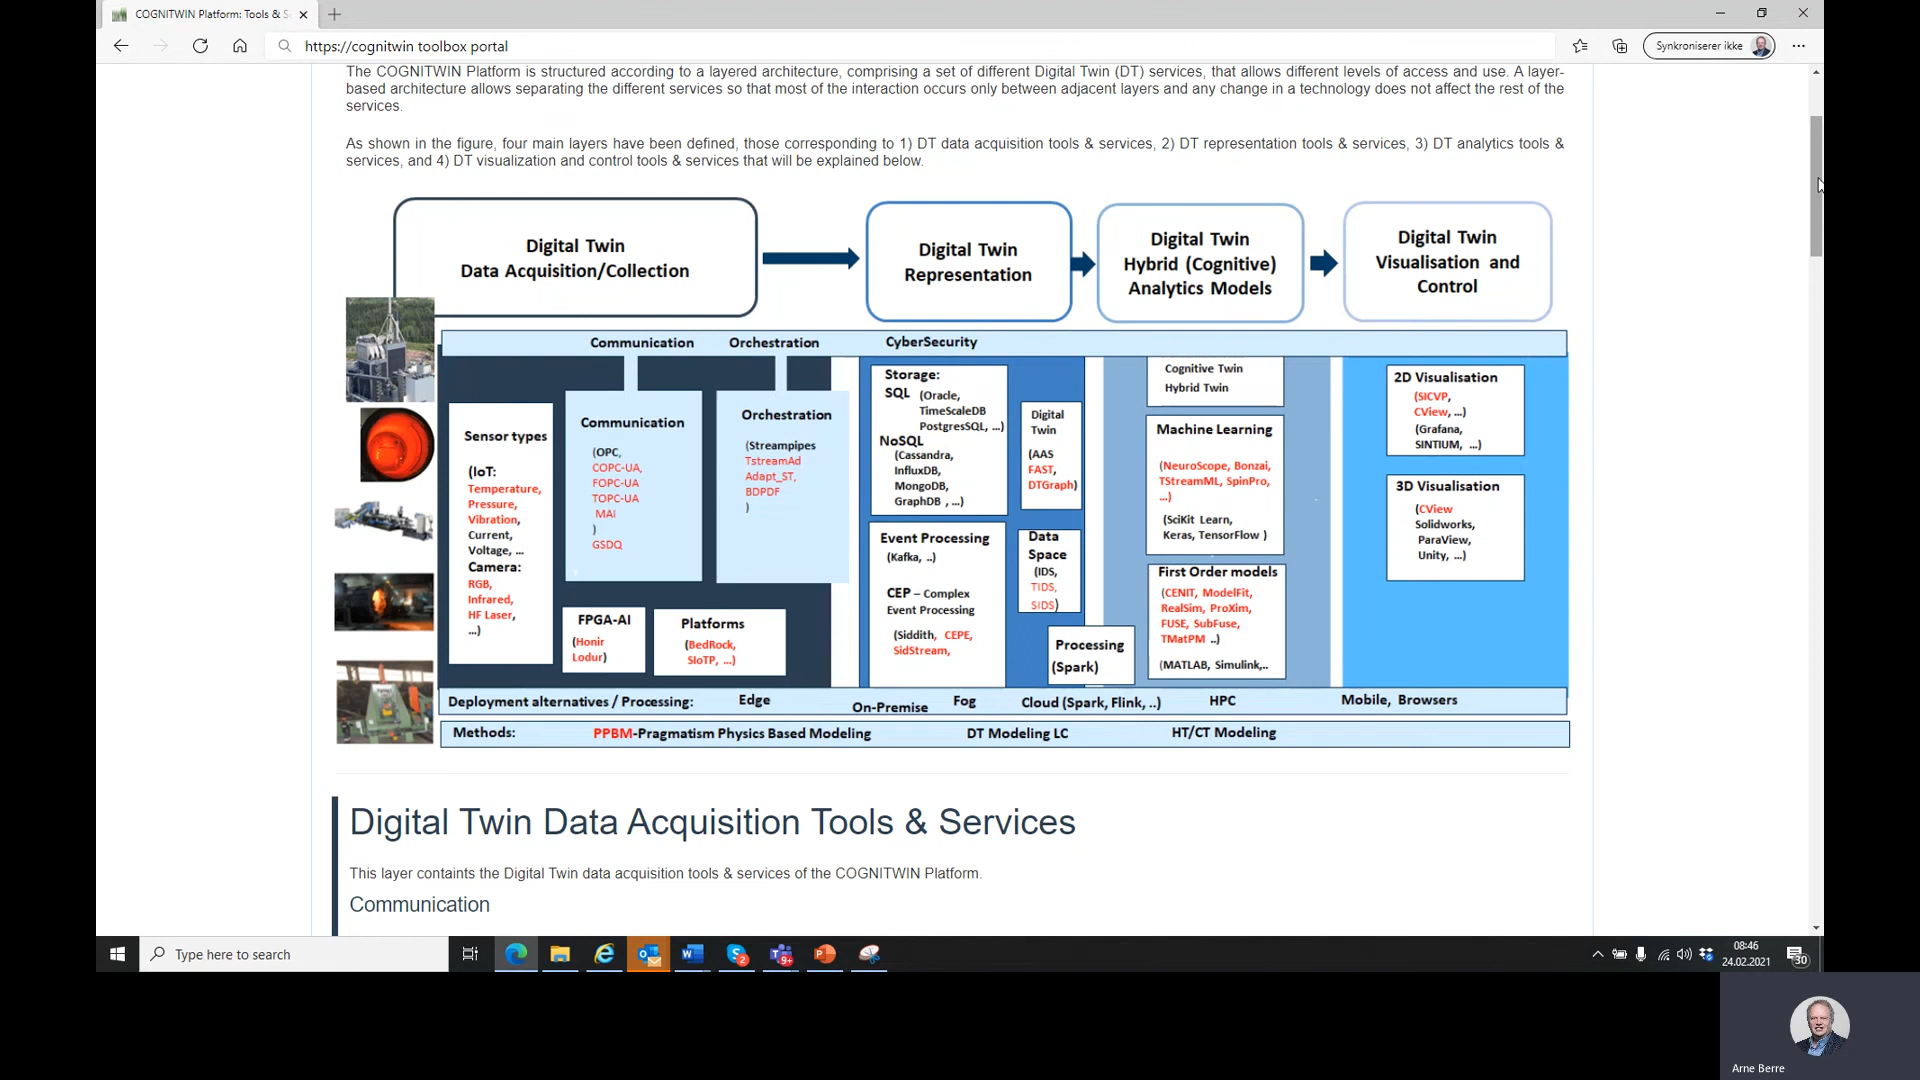 COGNITWIN Platform: Tools & S
https://cognitwin toolbox portal
Synkroniserer ikke
The COGNITWIN Platform is structured according to a layered architecture, comprising a set of different Digital Twin (DT) services, that allows different levels of access and use. A layer-
based architecture allows separating the different services so that most of the interaction occurs only between adjacent layers and any change in a technology does not affect the rest of the
services.
As shown in the figure, four main layers have been defined, those corresponding to 1) DT data acquisition tools & services, 2) DT representation tools & services, 3) DT analytics tools &
services, and 4) DT visualization and control tools & services that will be explained below.
Digital Twin
Data Acquisition/Collection
Digital Twin
Representation
Digital Twin
Hybrid (Cognitive)
Analytics Models
Digital Twin
Visualisation and
Control
Communication
Orchestration
CyberSecurity
Sensor types
(IoT:
Temperature,
Pressure,
Vibration,
Current,
Voltage, ...
Camera:
RGB,
Infrared,
HF Laser,
...)
Communication
(OPC,
COPC-UA,
FOPC-UA
TOPC-UA
MAI
)
GSDQ
Orchestration
(Streampipes
TstreamAd
Adapt_ST,
BDPDF
)
FPGA-AI
(Honir
Lodur)
Platforms
(BedRock,
SIoTP, ...)
Storage:
SQL (Oracle,
TimeScaleDB
PostgresSQL, ...)
NoSQL
(Cassandra,
InfluxDB,
MongoDB,
GraphDB , ...)
Event Processing
(Kafka, ..)
CEP – Complex
Event Processing
(Siddith, CEPE,
SidStream,
Digital
Twin
(AAS
FAST,
DTGraph)
Data
Space
(IDS,
TIDS,
SIDS)
Processing
(Spark)
Cognitive Twin
Hybrid Twin
Machine Learning
(NeuroScope, Bonzai,
TStreamML, SpinPro,
...)
(SciKit Learn,
Keras, TensorFlow )
First Order models
(CENIT, ModelFit,
RealSim, ProXim,
FUSE, SubFuse,
TMatPM ..)
(MATLAB, Simulink,..
2D Visualisation
(SICVP,
CView, ...)
(Grafana,
SINTIUM, ...)
3D Visualisation
(CView
Solidworks,
ParaView,
Unity, ...)
Deployment alternatives / Processing:
Edge
On-Premise
Fog
Cloud (Spark, Flink, ..)
HPC
Mobile, Browsers
Methods:
PPBM-Pragmatism Physics Based Modeling
DT Modeling LC
HT/CT Modeling
Digital Twin Data Acquisition Tools & Services
This layer containts the Digital Twin data acquisition tools & services of the COGNITWIN Platform.
Communication
Type here to search
2
9+
08:46
24.02.2021
30
Arne Berre